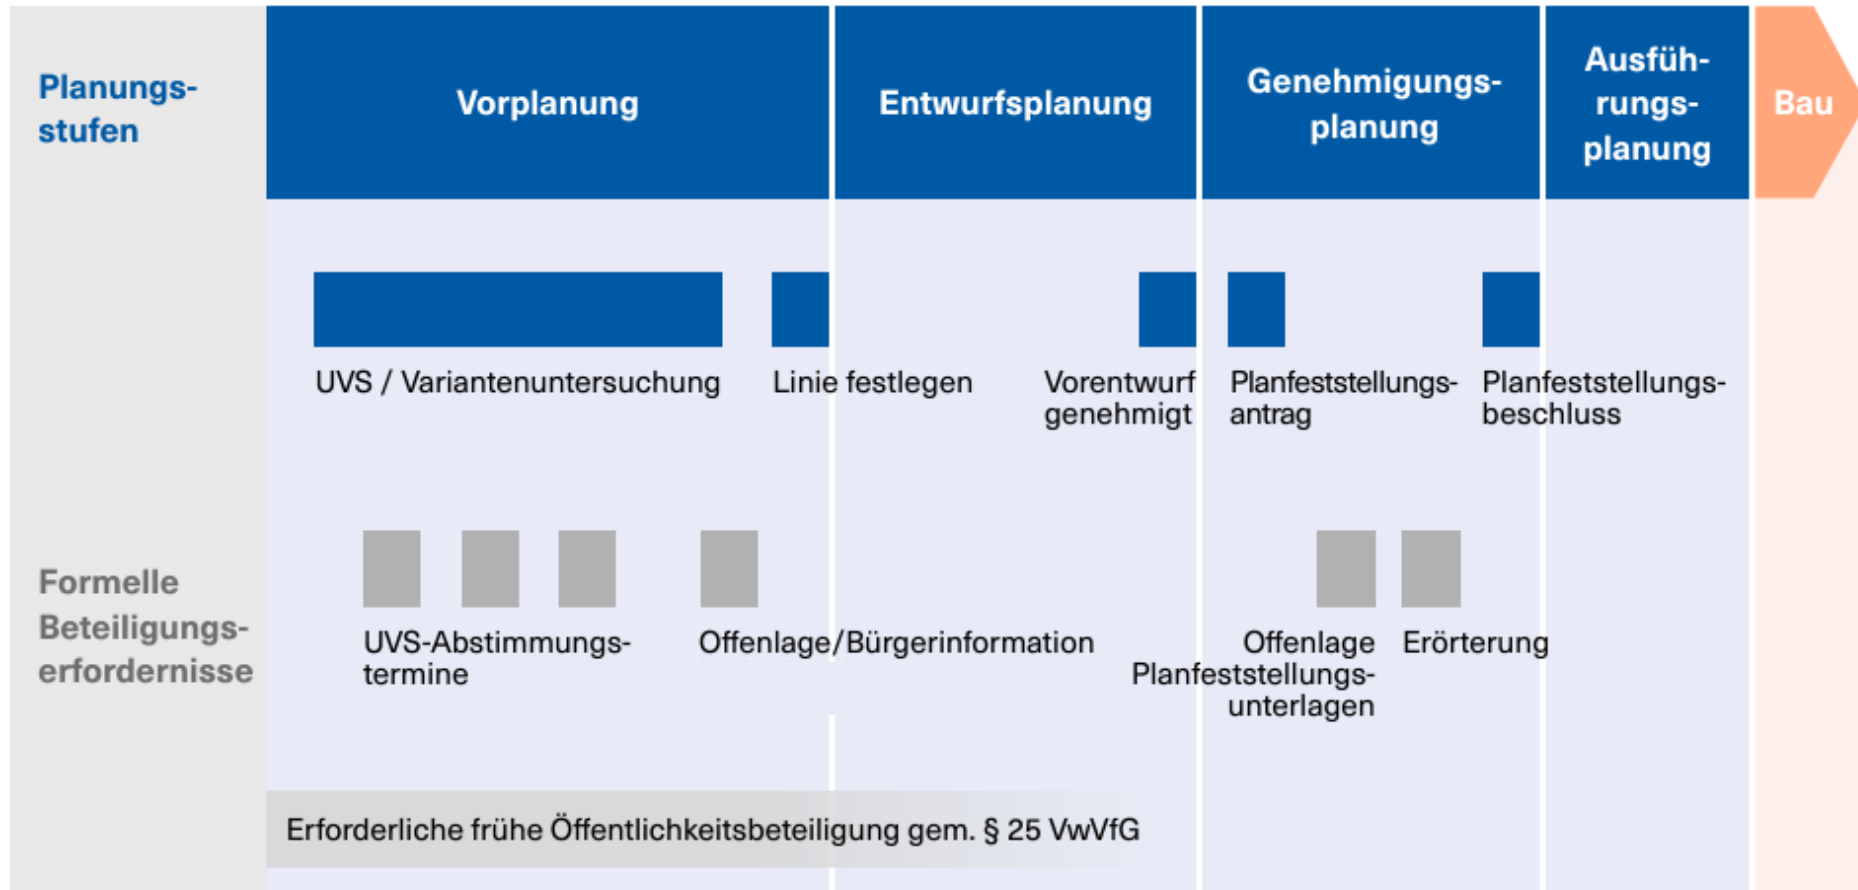 Planungs-
stufen
Vorplanung
Entwurfsplanung
Genehmigungs-
planung
Ausfüh-
rungs-
planung
Bau
UVS / Variantenuntersuchung
Linie festlegen
Vorentwurf
genehmigt
Planfeststellungs-
antrag
Planfeststellungs-
beschluss
Formelle
Beteiligungs-
erfordernisse
UVS-Abstimmungs-
termine
Offenlage/Bürgerinformation
Offenlage
Planfeststellungs-
unterlagen
Erörterung
Erforderliche frühe Öffentlichkeitsbeteiligung gem. § 25 VwVfG